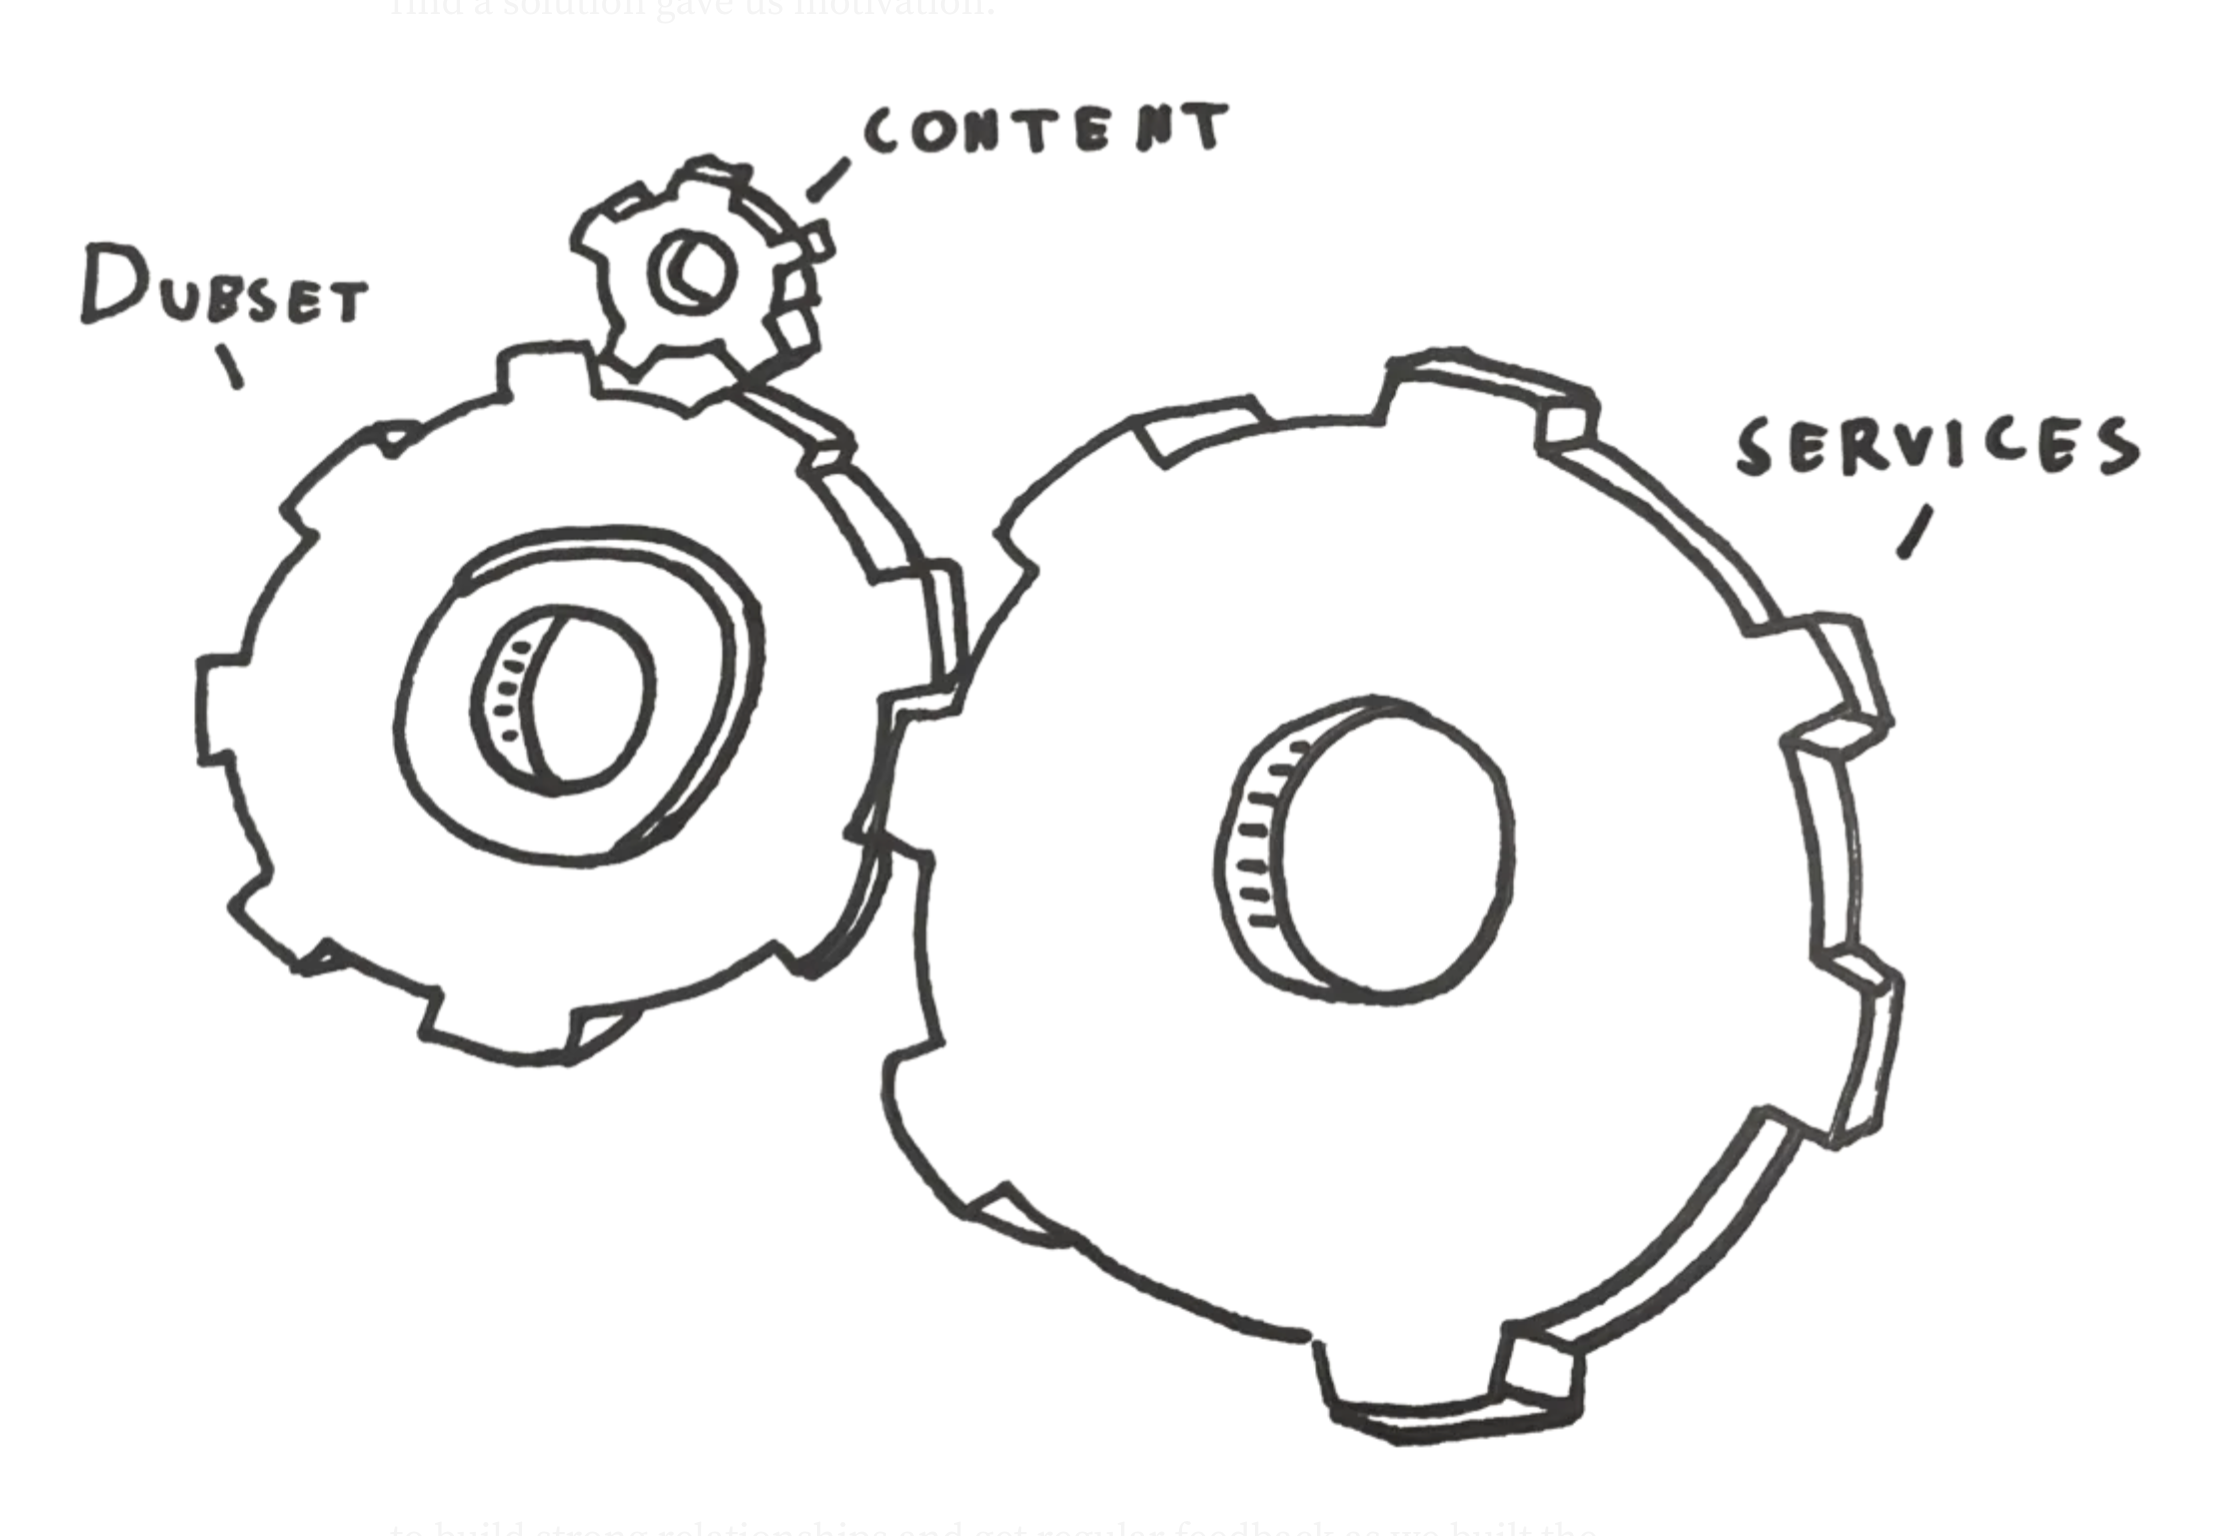 find a solution gave us motivation.
CONTENT
DUBSET
SERVICES
to build strong relationships and get regular feedback as we built the